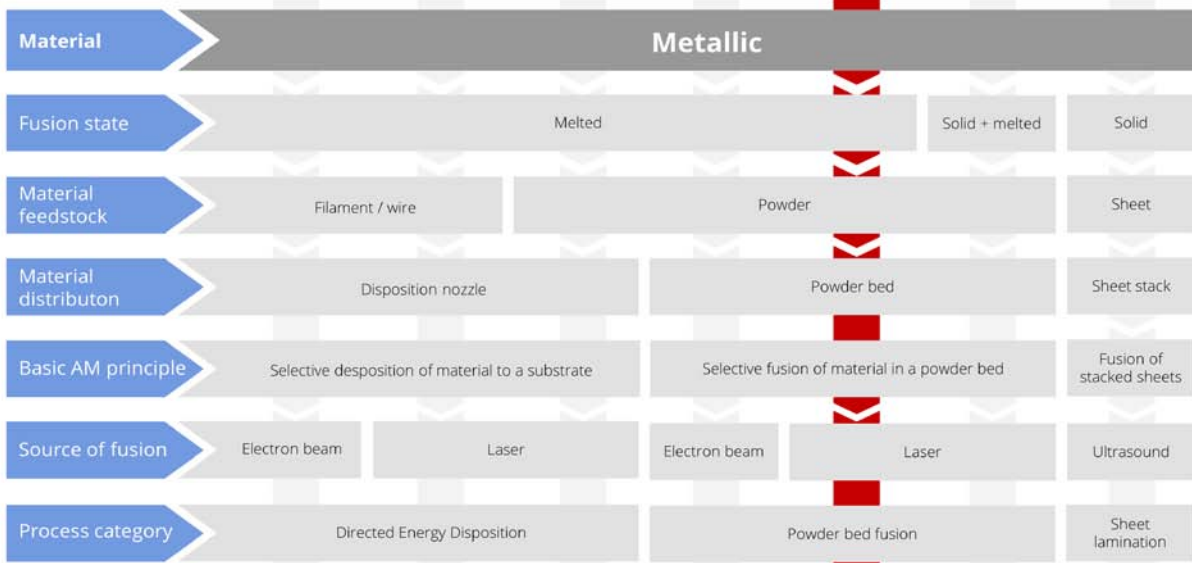 Material
Metallic
Fusion state
Melted
Solid + melted
Solid
Material
feedstock
Filament / wire
Powder
Sheet
Material
distributon
Disposition nozzle
Powder bed
Sheet stack
Basic AM principle
Selective desposition of material to a substrate
Selective fusion of material in a powder bed
Fusion of
stacked sheets
Source of fusion
Electron beam
Laser
Electron beam
Laser
Ultrasound
Process category
Directed Energy Disposition
Powder bed fusion
Sheet
lamination